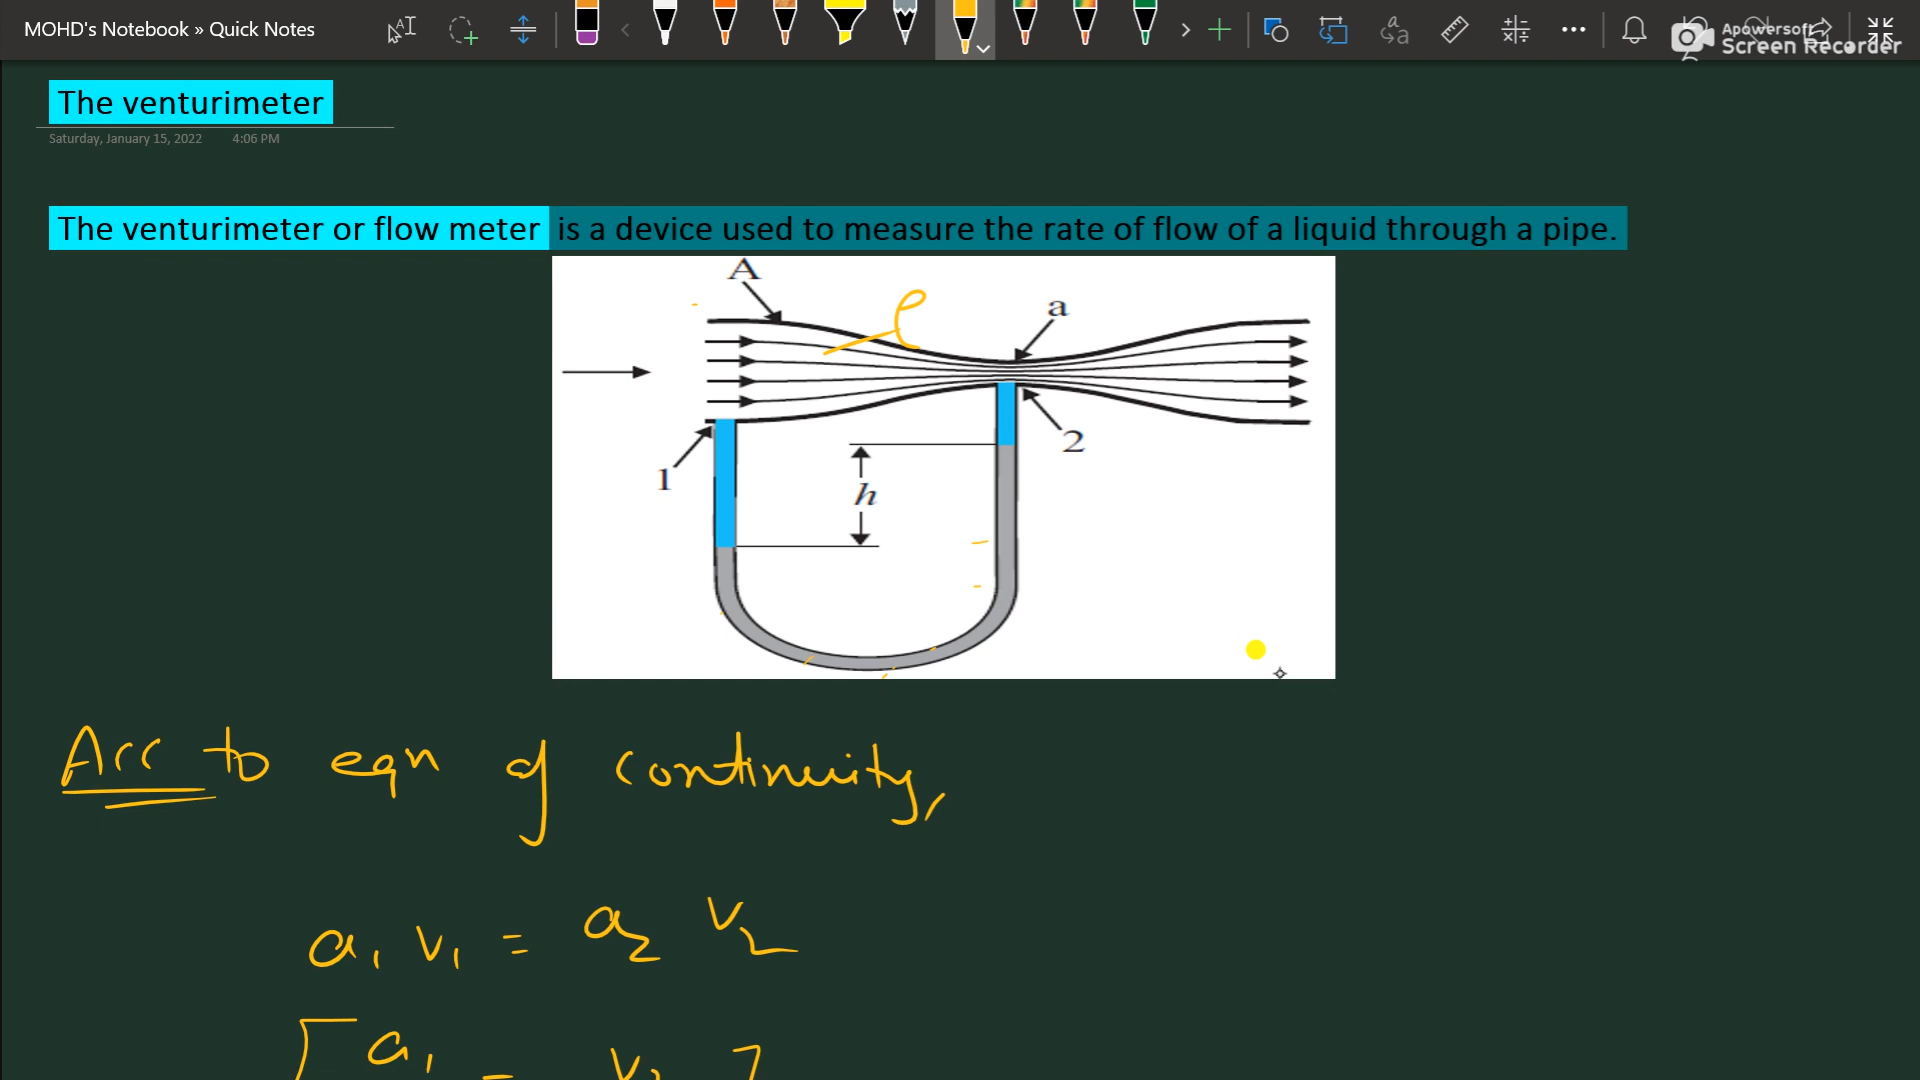 MOHD's Notebook » Quick Notes
Apowersoft
Screen Recorder
The venturimeter
Saturday, January 15, 2022 4:06 PM
The venturimeter or flow meter is a device used to measure the rate of flow of a liquid through a pipe.
A
ρ
a
1
2
h
Acc to eqn of continuity,
a₁ v₁ = a₂ v₂
a₁ =